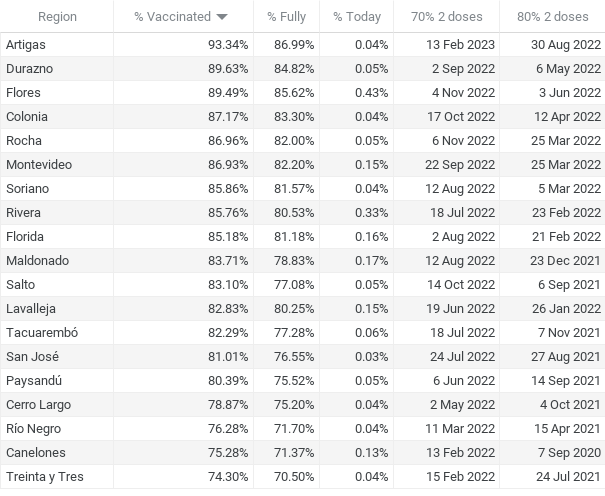 Region % Vaccinated % Fully % Today 70% 2 doses 80% 2 doses
Artigas 93.34% 86.99% 0.04% 13 Feb 2023 30 Aug 2022
Durazno 89.63% 84.82% 0.05% 2 Sep 2022 6 May 2022
Flores 89.49% 85.62% 0.43% 4 Nov 2022 3 Jun 2022
Colonia 87.17% 83.30% 0.04% 17 Oct 2022 12 Apr 2022
Rocha 86.96% 82.00% 0.05% 6 Nov 2022 25 Mar 2022
Montevideo 86.93% 82.20% 0.15% 22 Sep 2022 25 Mar 2022
Soriano 85.86% 81.57% 0.04% 12 Aug 2022 5 Mar 2022
Rivera 85.76% 80.53% 0.33% 18 Jul 2022 23 Feb 2022
Florida 85.18% 81.18% 0.16% 2 Aug 2022 21 Feb 2022
Maldonado 83.71% 78.83% 0.17% 12 Aug 2022 23 Dec 2021
Salto 83.10% 77.08% 0.05% 14 Oct 2022 6 Sep 2021
Lavalleja 82.83% 80.25% 0.15% 19 Jun 2022 26 Jan 2022
Tacuarembó 82.29% 77.28% 0.06% 18 Jul 2022 7 Nov 2021
San José 81.01% 76.55% 0.03% 24 Jul 2022 27 Aug 2021
Paysandú 80.39% 75.52% 0.05% 6 Jun 2022 14 Sep 2021
Cerro Largo 78.87% 75.20% 0.04% 2 May 2022 4 Oct 2021
Río Negro 76.28% 71.70% 0.04% 11 Mar 2022 15 Apr 2021
Canelones 75.28% 71.37% 0.13% 13 Feb 2022 7 Sep 2020
Treinta y Tres 74.30% 70.50% 0.04% 15 Feb 2022 24 Jul 2021